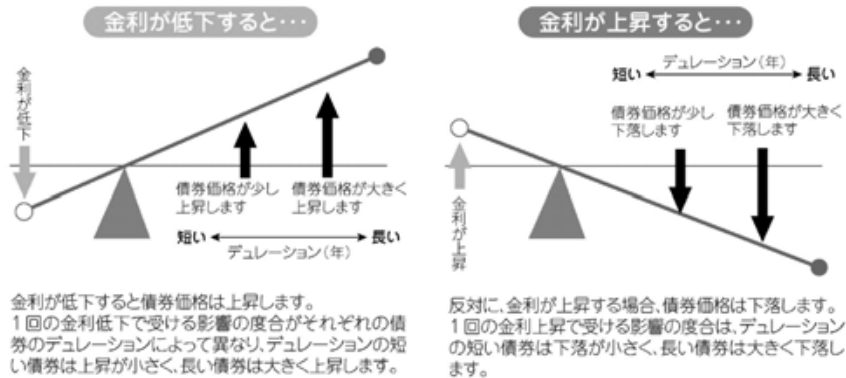 金利が低下すると・・・
金利が低下
債券価格が少し
上昇します
債券価格が大きく
上昇します
短い
長い
デュレーション（年）
金利が低下すると債券価格は上昇します。
１回の金利低下で受ける影響の度合がそれぞれの債
券のデュレーションによって異なり、デュレーションの短
い債券は上昇が小さく、長い債券は大きく上昇します。
金利が上昇すると・・・
デュレーション（年）
短い
長い
債券価格が少し
下落します
債券価格が大きく
下落します
金利が上昇
反対に、金利が上昇する場合、債券価格は下落します。
１回の金利上昇で受ける影響の度合は、デュレーション
の短い債券は下落が小さく、長い債券は大きく下落し
ます。